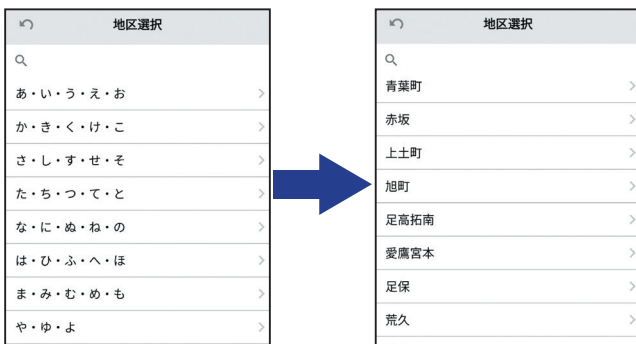 地区選択
あ・い・う・え・お
か・き・く・け・こ
さ・し・す・せ・そ
た・ち・つ・て・と
な・に・ぬ・ね・の
は・ひ・ふ・へ・ほ
ま・み・む・め・も
や・ゆ・よ
地区選択
青葉町
赤坂
上土町
旭町
足高拓南
愛鷹宮本
足保
荒久